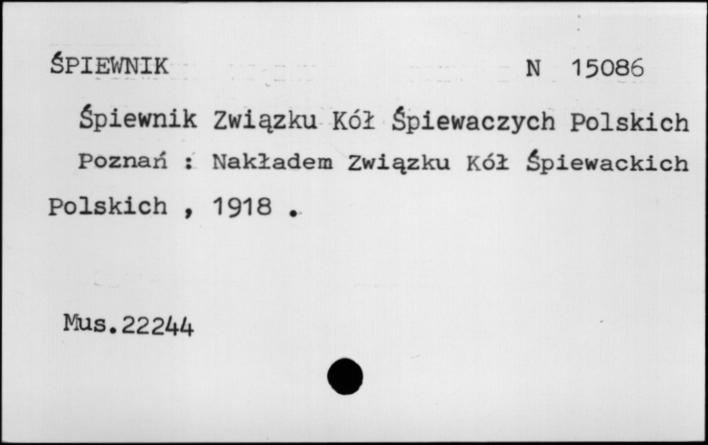 ŚPIEWNIK N 15086
Śpiewnik Związku Kół Śpiewaczych Polskich
Poznań : Nakładem Związku Kół Śpiewackich
Polskich , 1918 .
Mus.22244